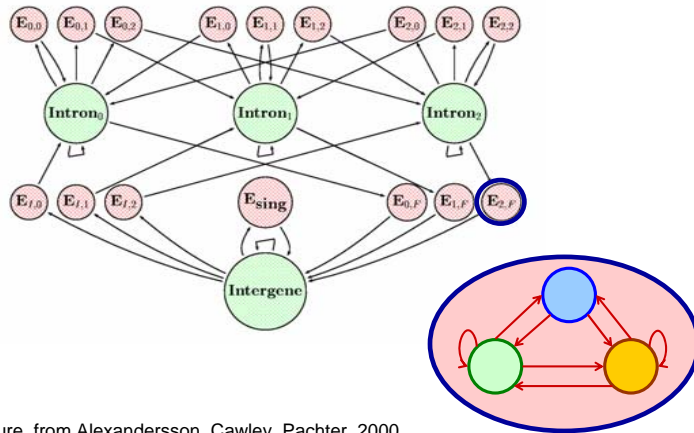 E0,0 E0,1 E0,2 E1,0 E1,1 E1,2 E2,0 E2,1 E2,2
Intron0 Intron1 Intron2
EI,0 EI,1 EI,2 Esing E0,F E1,F E2,F
Intergene
ure from Alexandersson, Cawley, Pachter, 2000